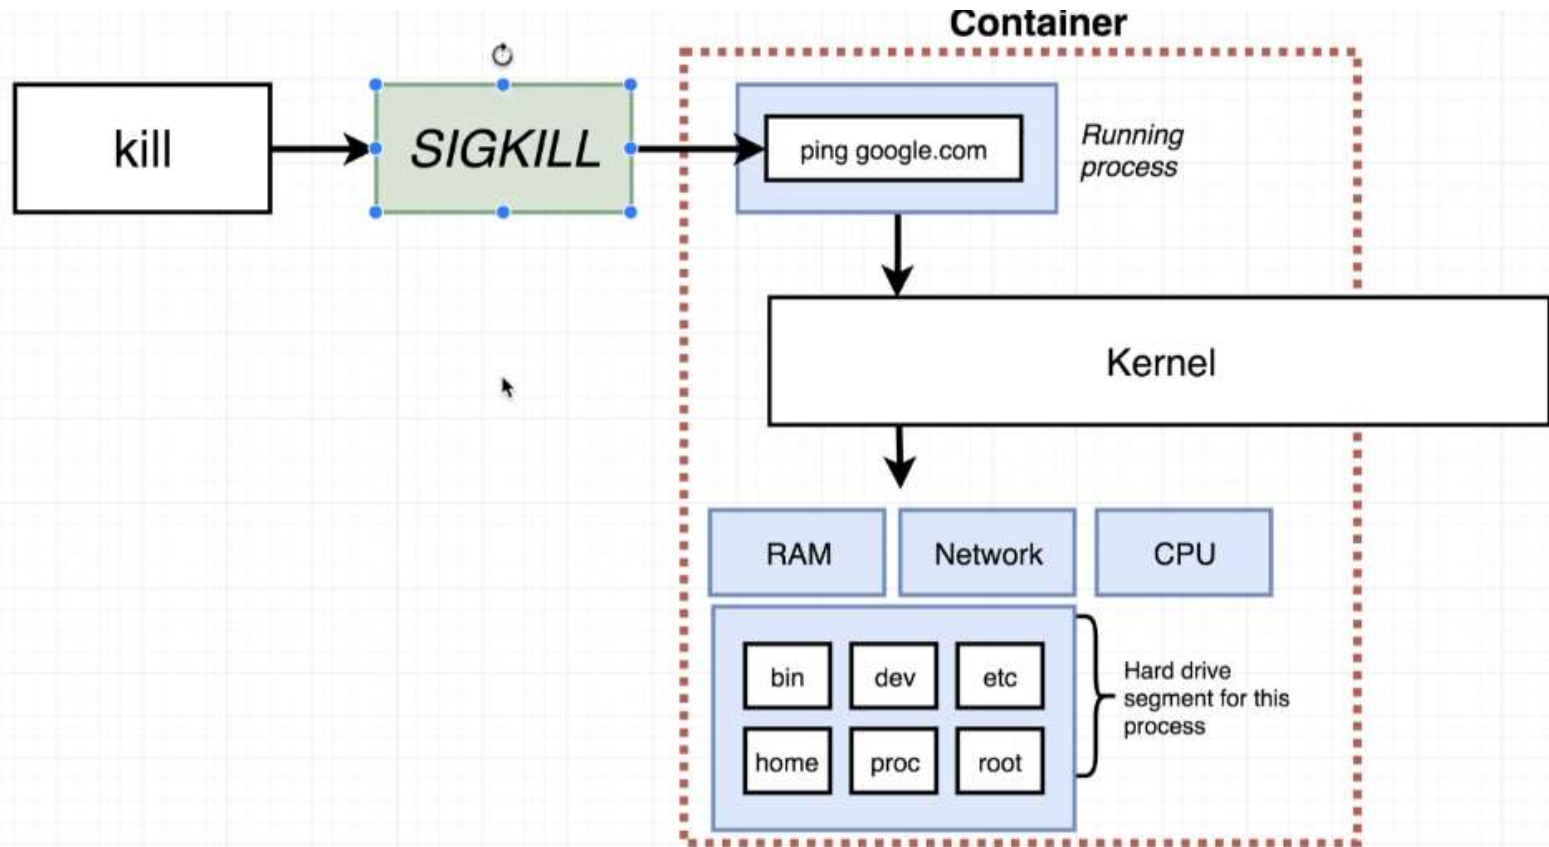 Container
kill
SIGKILL
ping google.com
Running
process
Kernel
RAM
Network
CPU
bin
dev
etc
Hard drive
segment for this
process
home
proc
root